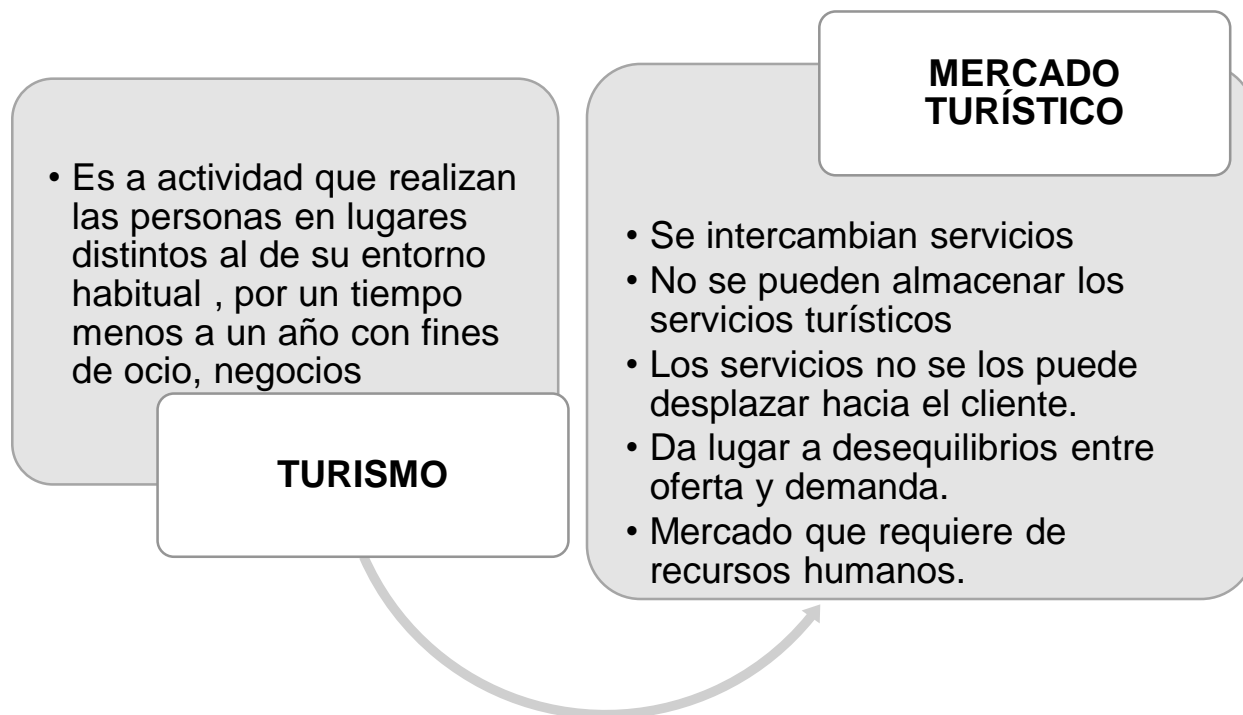 • Es a actividad que realizan
las personas en lugares
distintos al de su entorno
habitual , por un tiempo
menos a un año con fines
de ocio, negocios
TURISMO
MERCADO
TURÍSTICO
• Se intercambian servicios
• No se pueden almacenar los
servicios turísticos
• Los servicios no se los puede
desplazar hacia el cliente.
• Da lugar a desequilibrios entre
oferta y demanda.
• Mercado que requiere de
recursos humanos.